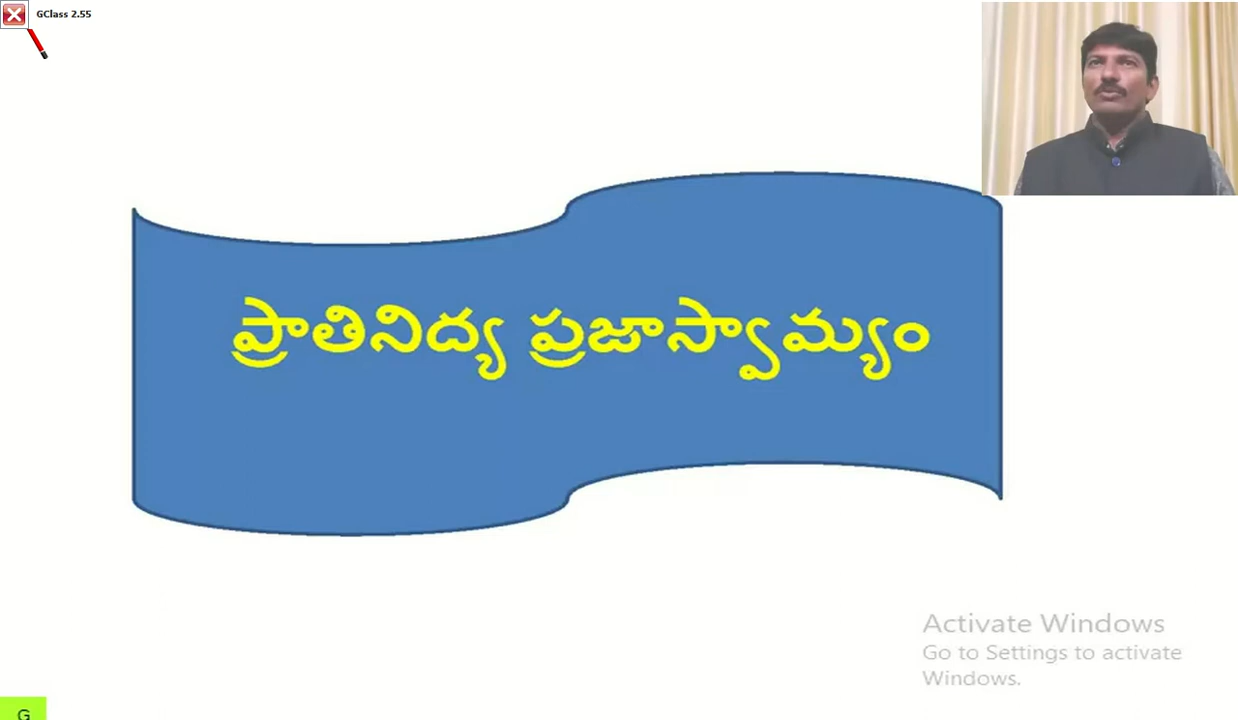 GClass 2.55
ప్రాతినిద్య ప్రజాస్వామ్యం
Activate Windows
Go to Settings to activate
Windows.
G